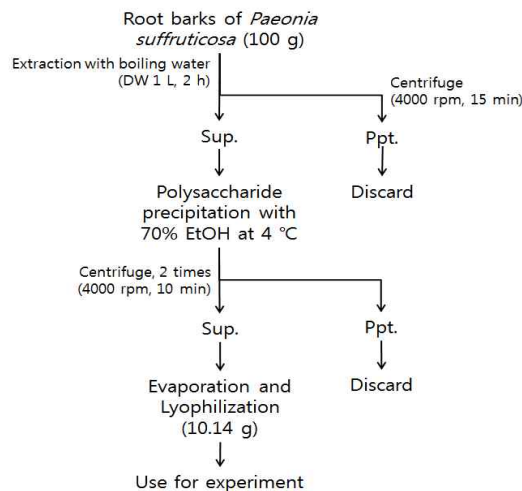 Root barks of Paeonia
suffruticosa (100 g)
Extraction with boiling water
(DW 1 L, 2 h)
Centrifuge
(4000 rpm, 15 min)
Sup.
Ppt.
Polysaccharide
precipitation with
70% EtOH at 4 ℃
Discard
Centrifuge, 2 times
(4000 rpm, 10 min)
Sup.
Ppt.
Evaporation and
Lyophilization
(10.14 g)
Discard
Use for experiment